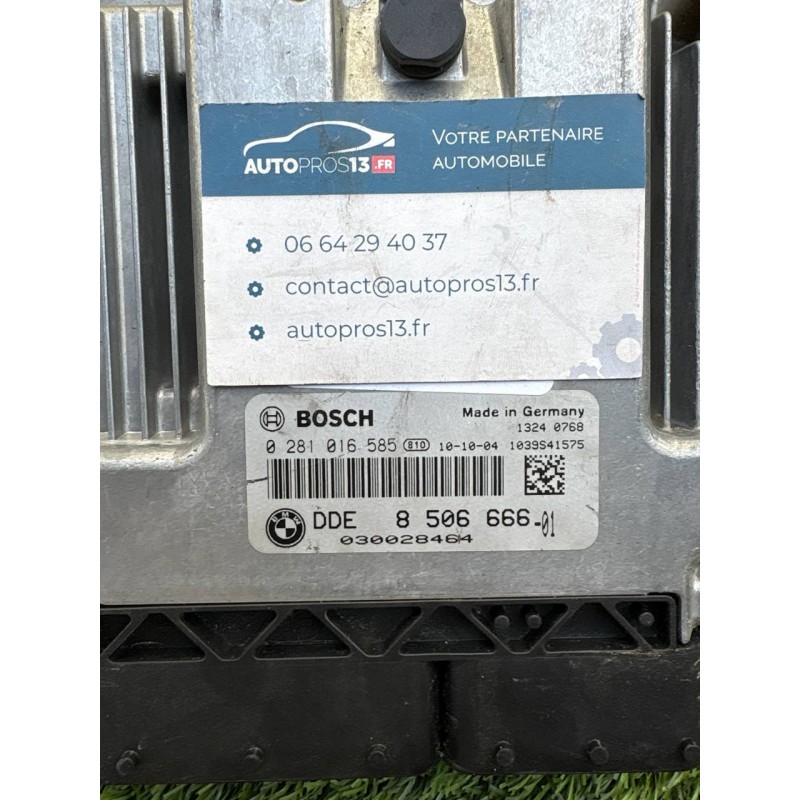 AUTOPROS13.FR
VOTRE PARTENAIRE
AUTOMOBILE
06 64 29 40 37
contact@autopros13.fr
autopros13.fr
BOSCH
Made in Germany
1324 0768
0 281 016 585 810 10-10-04 1039S41575
BMW
DDE 8 506 666-01
030028464